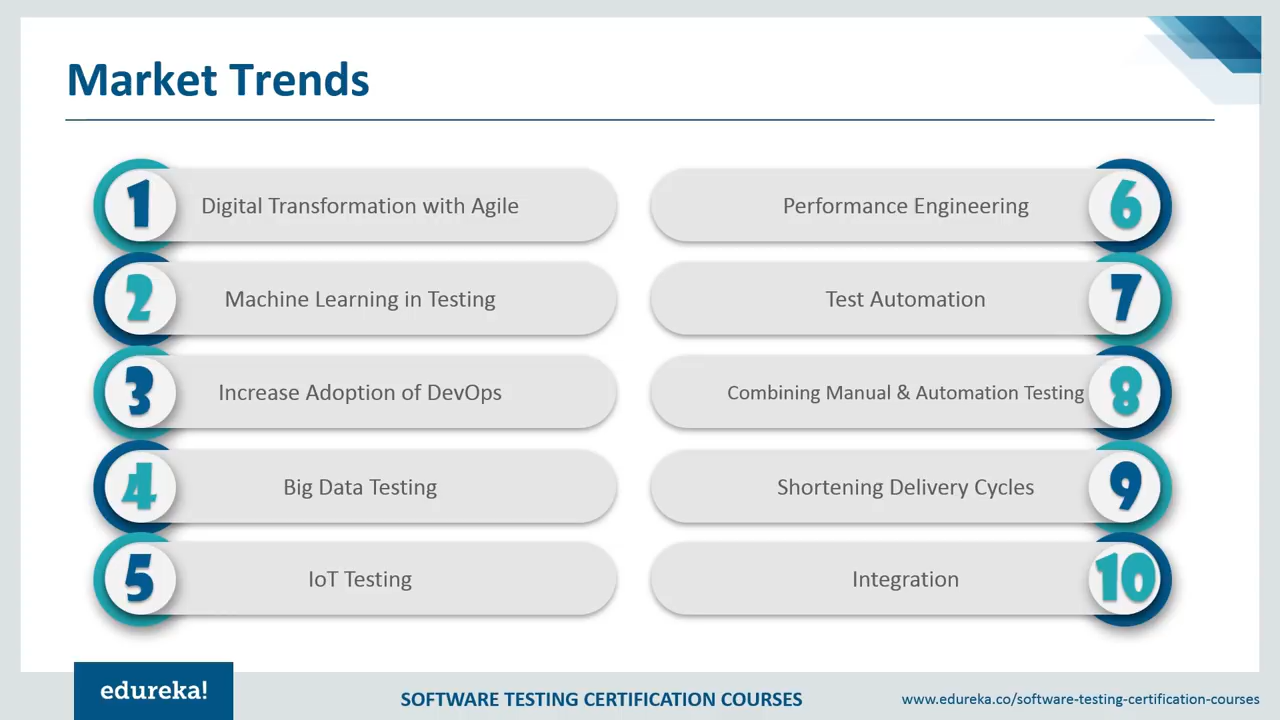 Market Trends
1 Digital Transformation with Agile
2 Machine Learning in Testing
3 Increase Adoption of DevOps
4 Big Data Testing
5 IoT Testing
Performance Engineering 6
Test Automation 7
Combining Manual & Automation Testing 8
Shortening Delivery Cycles 9
Integration 10
edureka!
SOFTWARE TESTING CERTIFICATION COURSES
www.edureka.co/software-testing-certification-courses